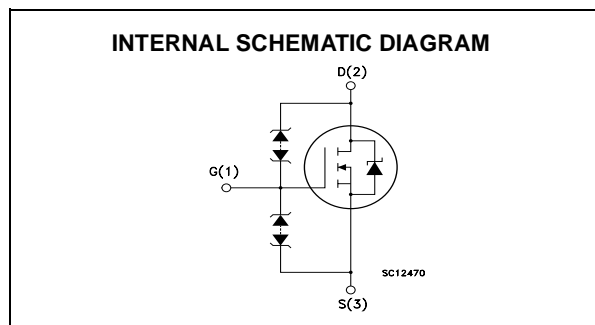 INTERNAL SCHEMATIC DIAGRAM
D(2)
G(1)
SC12470
S(3)